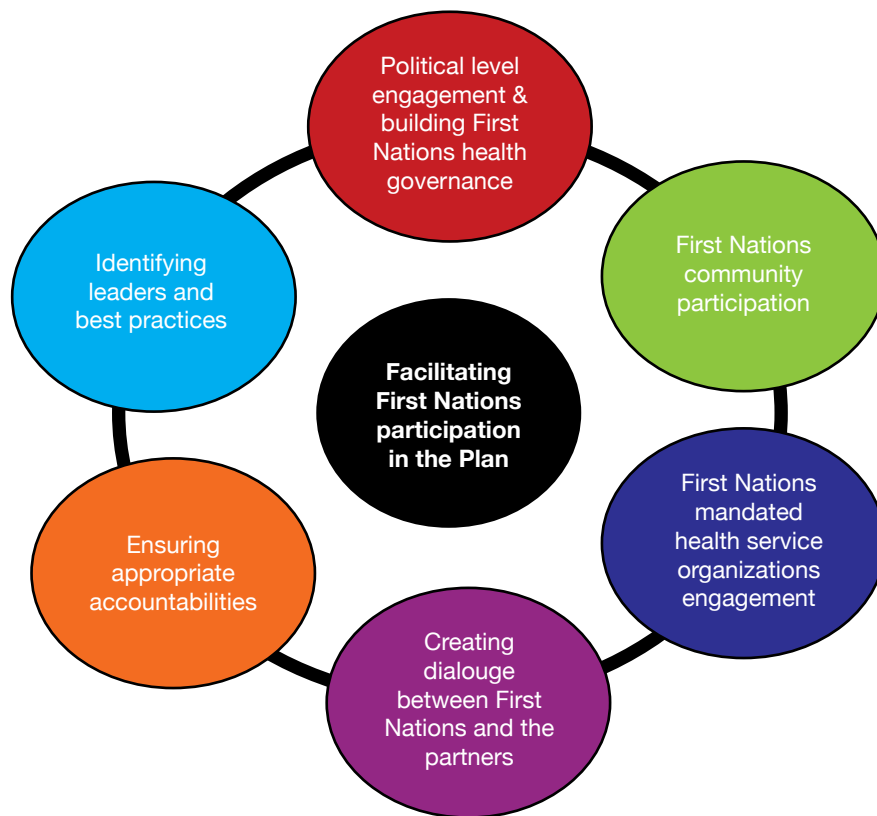 Political level
engagement &
building First
Nations health
governance
First Nations
community
participation
First Nations
mandated
health service
organizations
engagement
Creating
dialouge
between First
Nations and the
partners
Ensuring
appropriate
accountabilities
Identifying
leaders and
best practices
Facilitating
First Nations
participation
in the Plan